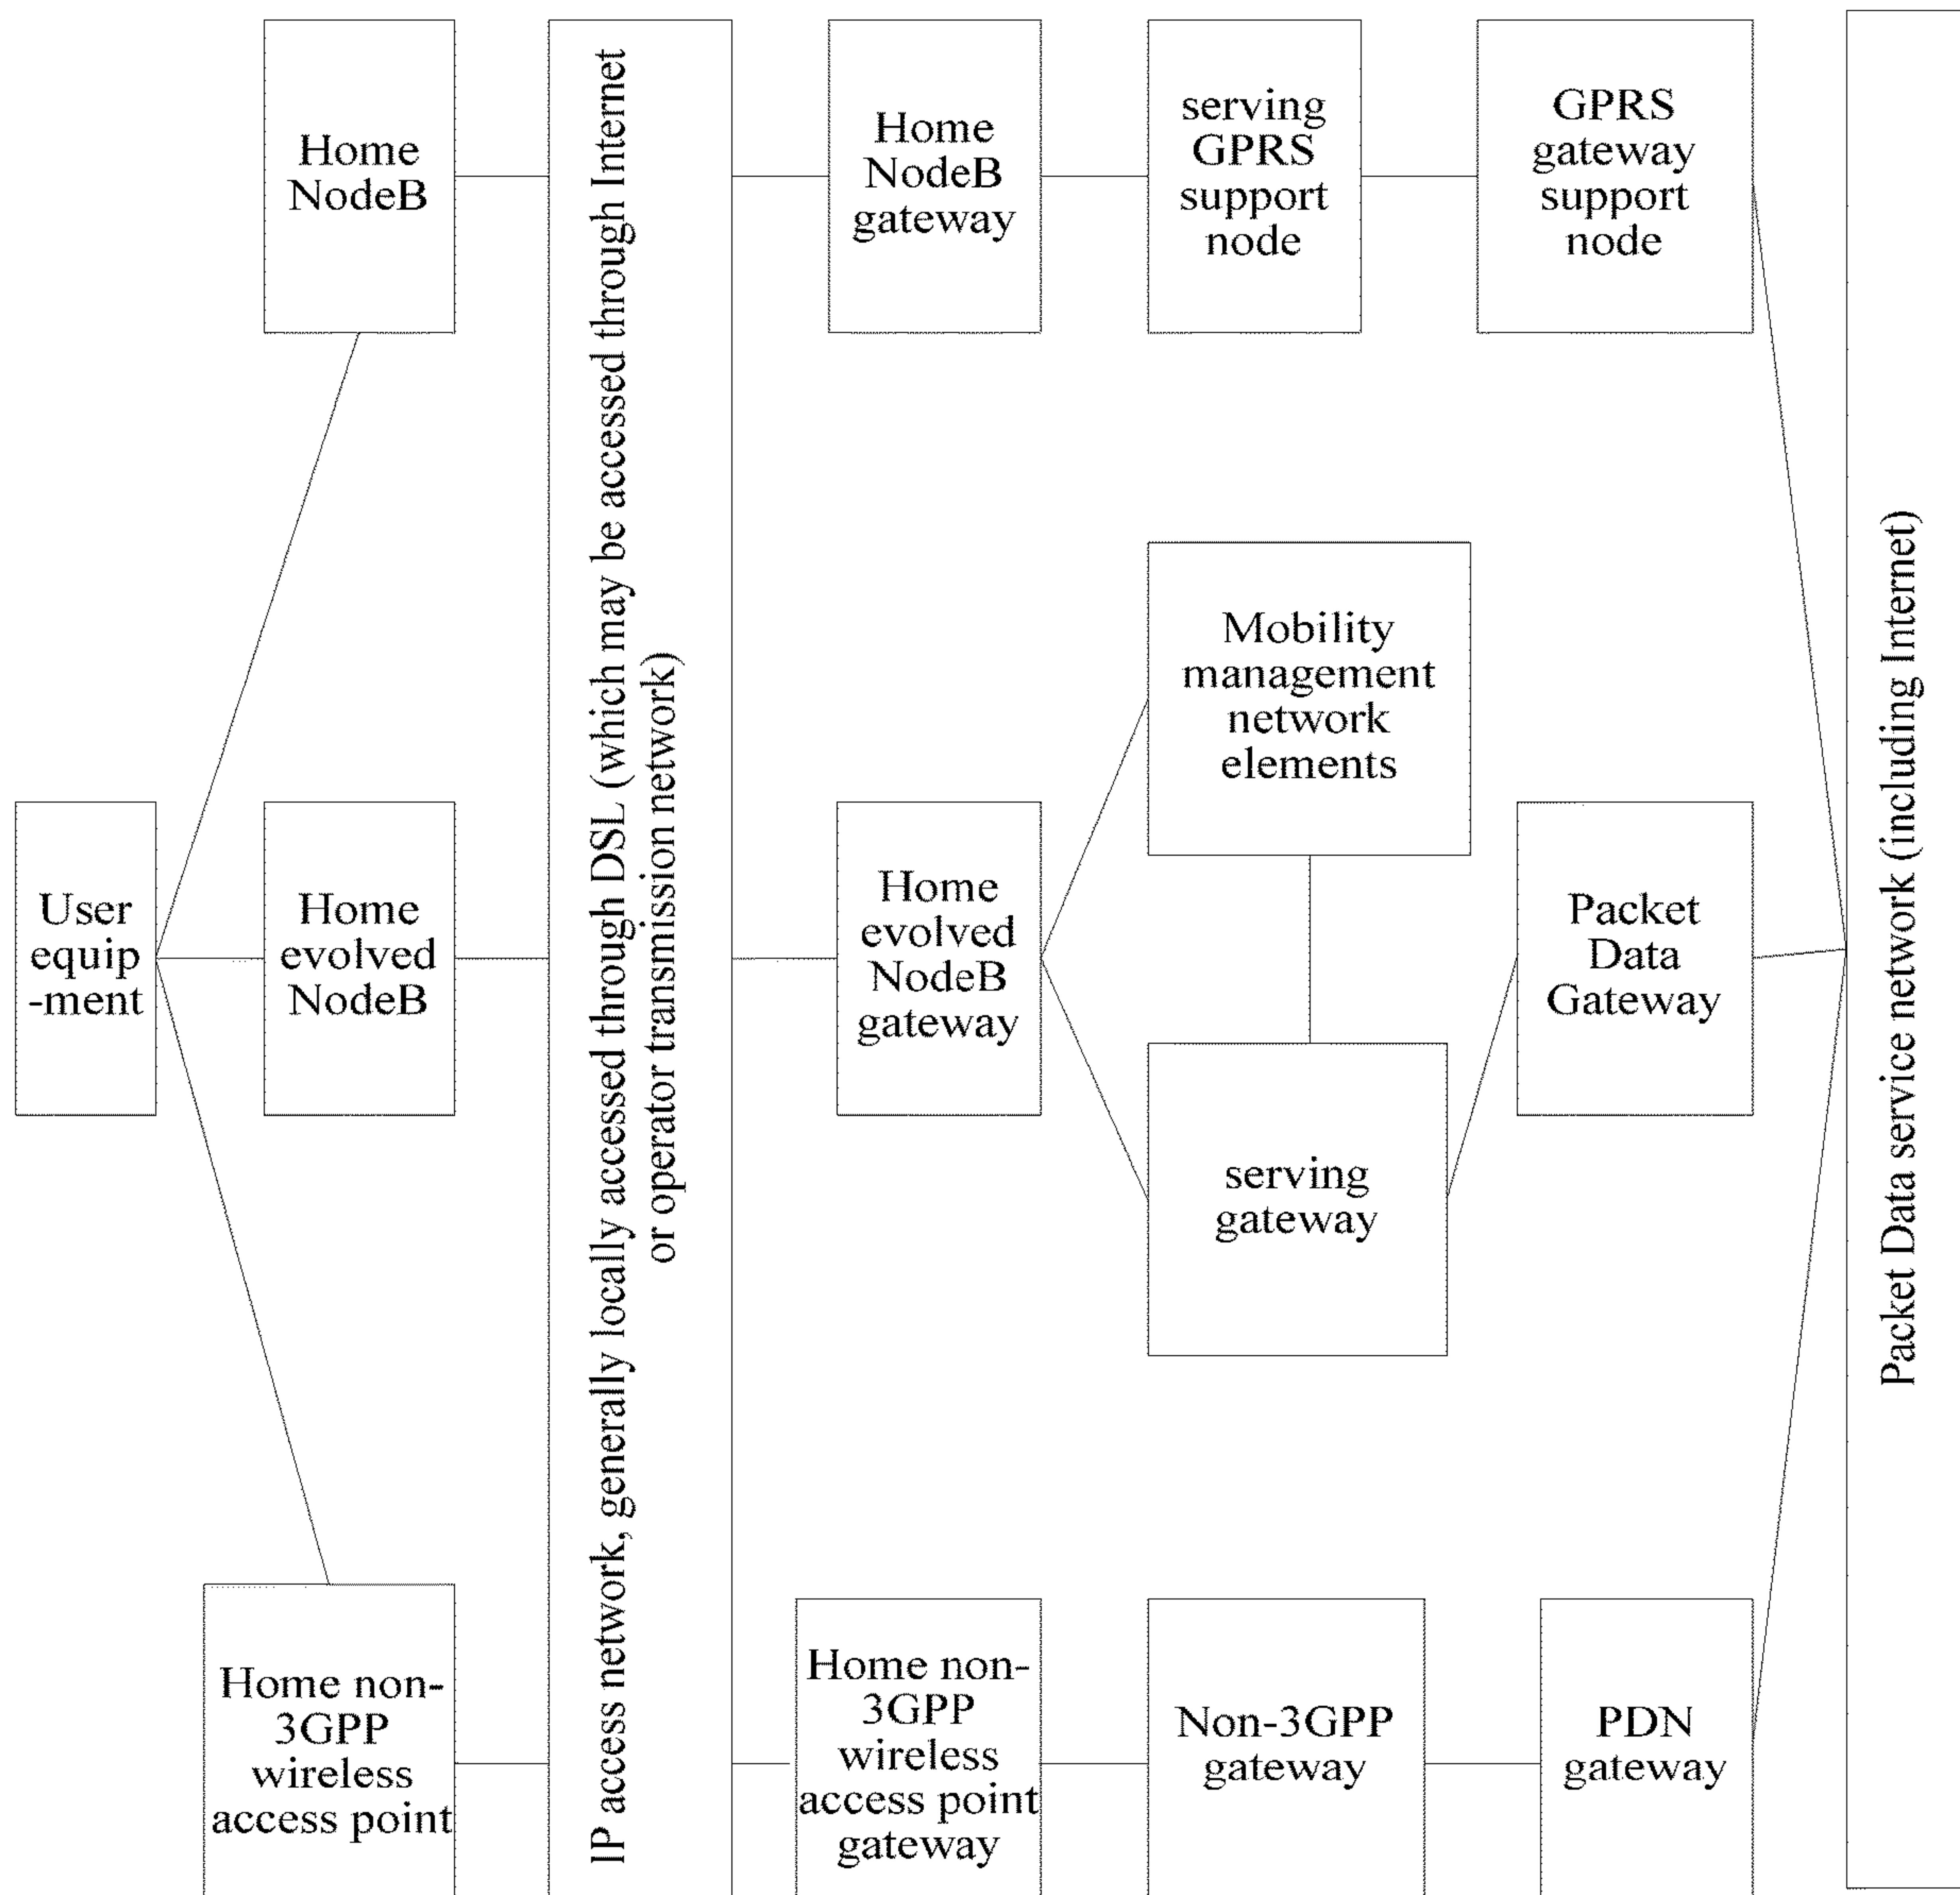 Home
NodeB
Home
NodeB
gateway
serving
GPRS
support
node
GPRS
gateway
support
node
User
equip
-ment
Home
evolved
NodeB
IP access network, generally locally accessed through DSL (which may be accessed through Internet
or operator transmission network)
Home
evolved
NodeB
gateway
Mobility
management
network
elements
serving
gateway
Packet
Data
Gateway
Packet Data service network (including Internet)
Home non-
3GPP
wireless
access point
Home non-
3GPP
wireless
access point
gateway
Non-3GPP
gateway
PDN
gateway